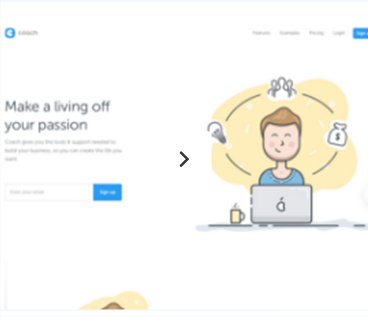 coach
Features Examples Pricing Login Sign up
Make a living off
your passion
Coach gives you the tools & support needed to
build your business, so you can create the life you
want.
Enter your email
Sign up
$